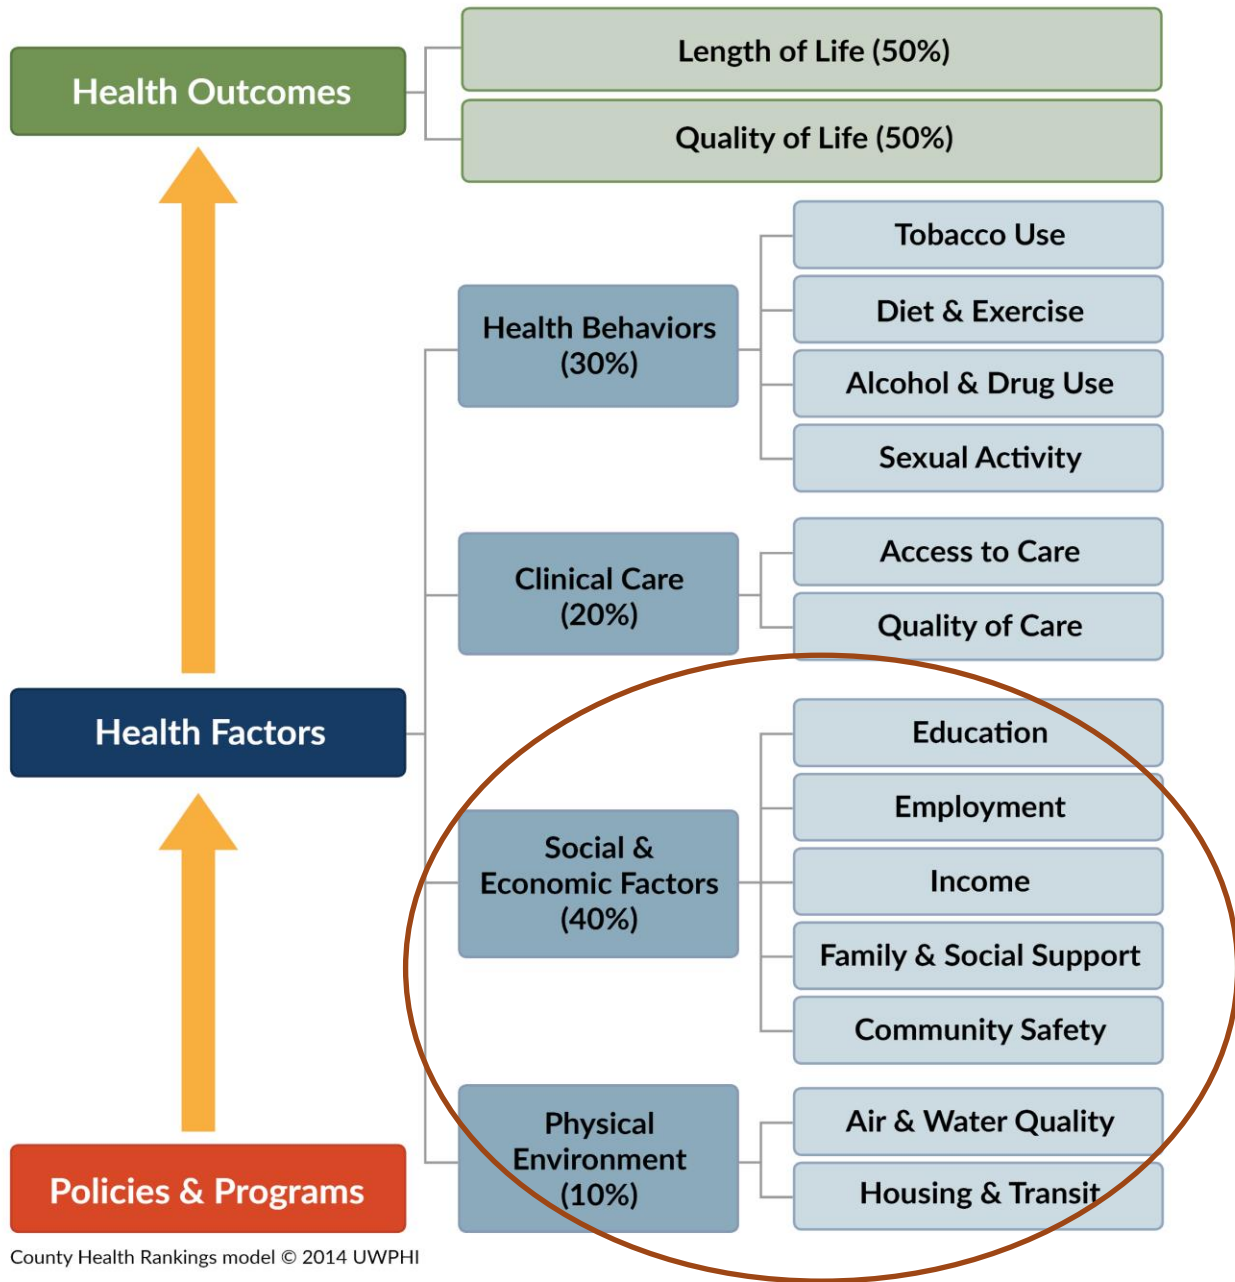 Health Outcomes
Length of Life (50%)
Quality of Life (50%)
Health Factors
Health Behaviors
(30%)
Tobacco Use
Diet & Exercise
Alcohol & Drug Use
Sexual Activity
Clinical Care
(20%)
Access to Care
Quality of Care
Social &
Economic Factors
(40%)
Education
Employment
Income
Family & Social Support
Community Safety
Physical
Environment
(10%)
Air & Water Quality
Housing & Transit
Policies & Programs
County Health Rankings model © 2014 UWPHI